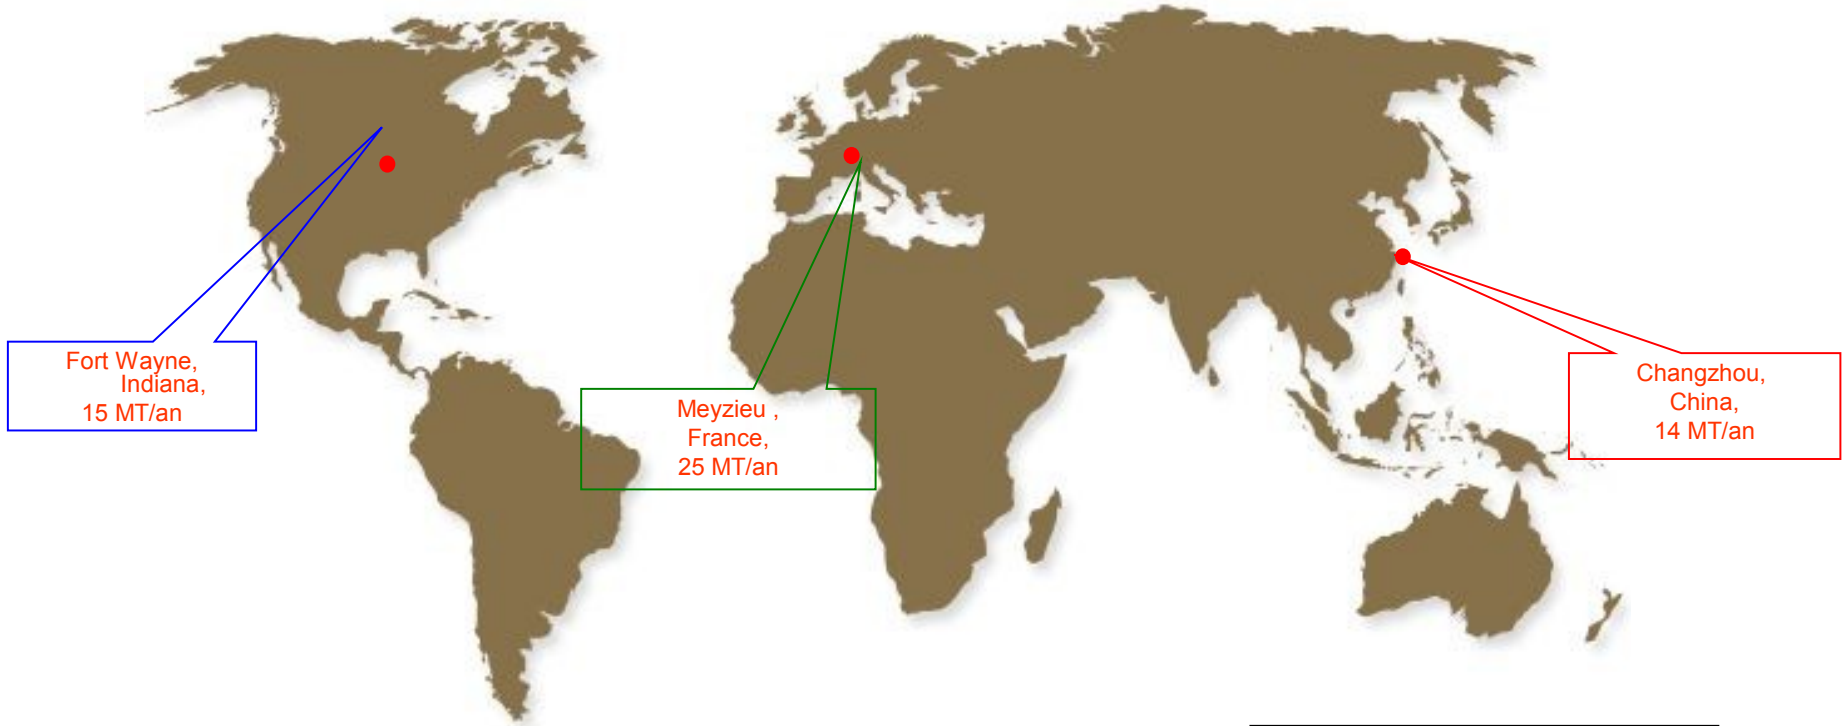 Fort Wayne,
Indiana,
15 MT/an
Meyzieu ,
France,
25 MT/an
Changzhou,
China,
14 MT/an